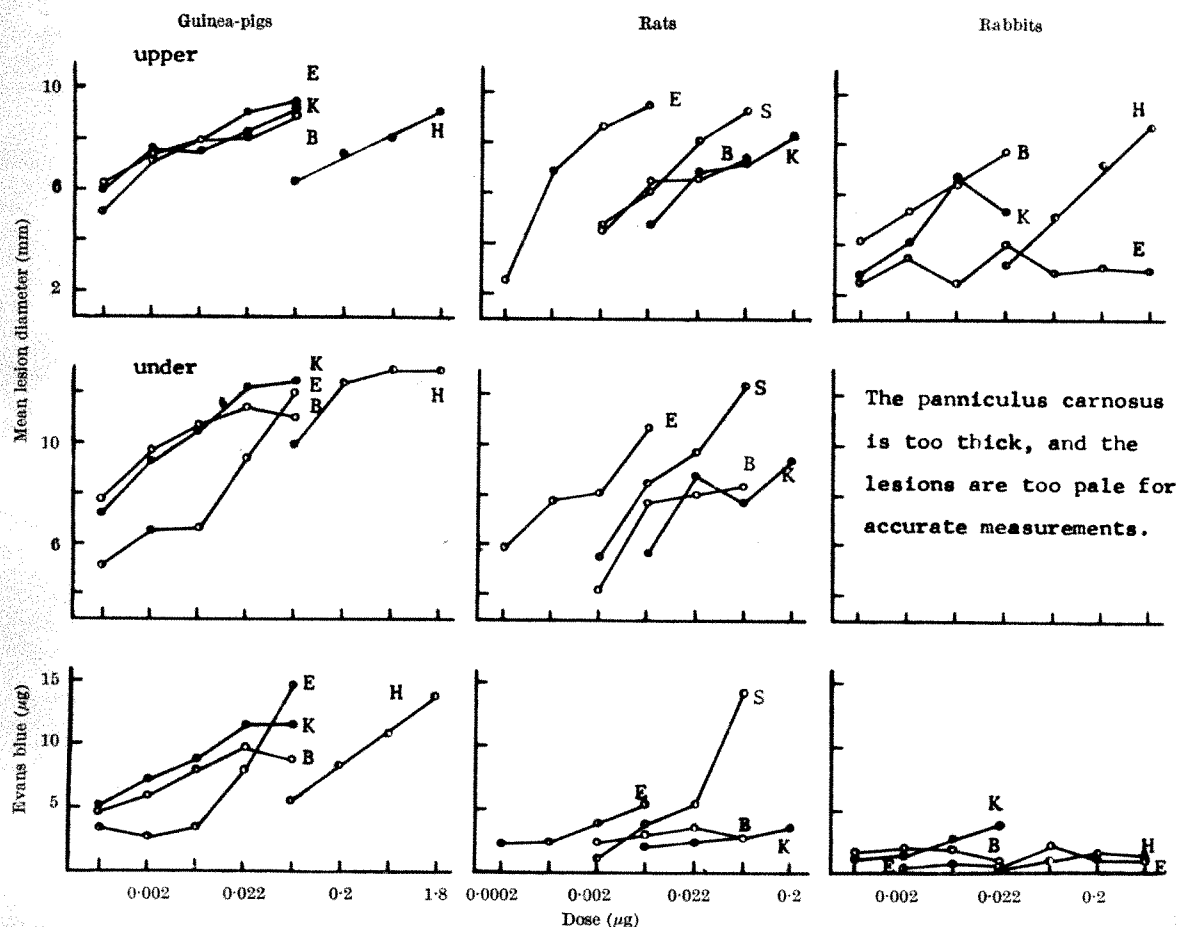 Guinea-pigs Rats Rabbits
upper
Mean lesion diameter (mm)
10
6
2
E
K
B
H
E
S
B
K
H
B
K
E
under
10
6
K
E
B
H
E
S
B
K
The panniculus carnosus
is too thick, and the
lesions are too pale for
accurate measurements.
Evans blue (μg)
15
10
5
E
K
B
H
S
E
B
K
K
B
H
E
E
0·002 0·022 0·2 1·8 0·0002 0·002 0·022 0·2 0·002 0·022 0·2
Dose (μg)